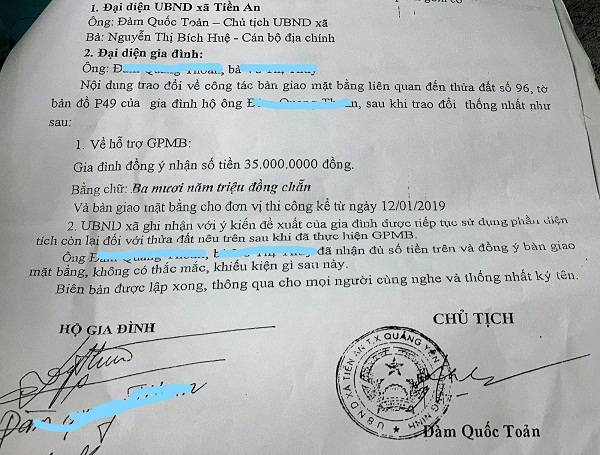 1. Đại diện UBND xã Tiền An
Ông: Đàm Quốc Toản – Chủ tịch UBND xã
Bà: Nguyễn Thị Bích Huệ - Cán bộ địa chính
2. Đại diện gia đình:
Ông: bà
Nội dung trao đổi về công tác bàn giao mặt bằng liên quan đến thửa đất số 96, tờ
bản đồ P49 của gia đình hộ ông sau khi trao đổi thống nhất như
sau:
1. Về hỗ trợ GPMB:
Gia đình đồng ý nhận số tiền 35.000.0000 đồng.
Bằng chữ: Ba mươi năm triệu đồng chẵn
Và bàn giao mặt bằng cho đơn vị thi công kể từ ngày 12/01/2019
2. UBND xã ghi nhận với ý kiến đề xuất của gia đình được tiếp tục sử dụng phần diện
tích còn lại đối với thửa đất nêu trên sau khi đã thực hiện GPMB.
Ông đã nhận đủ số tiền trên và đồng ý bàn giao
mặt bằng, không có thắc mắc, khiếu kiện gì sau này.
Biên bản được lập xong, thông qua cho mọi người cùng nghe và thống nhất ký tên.
HỘ GIA ĐÌNH
CHỦ TỊCH
UBND XÃ TIỀN AN T.X QUẢNG YÊN
Đàm Quốc Toản